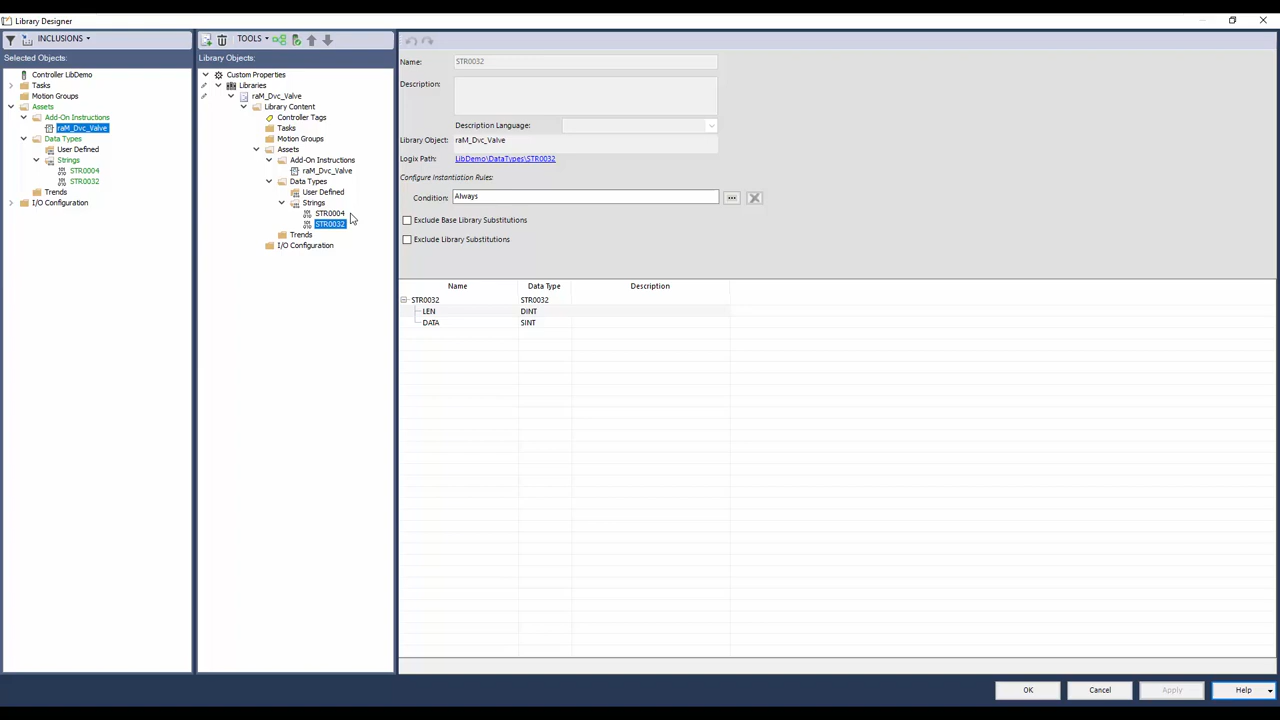 Library Designer
INCLUSIONS
Selected Objects:
Controller LibDemo
Tasks
Motion Groups
Assets
Add-On Instructions
raM_Dvc_Valve
Data Types
User Defined
Strings
STR0004
STR0032
Trends
I/O Configuration
TOOLS
Library Objects:
Custom Properties
Libraries
raM_Dvc_Valve
Library Content
Controller Tags
Tasks
Motion Groups
Assets
Add-On Instructions
raM_Dvc_Valve
Data Types
User Defined
Strings
STR0004
STR0032
Trends
I/O Configuration
Name: STR0032
Description:
Description Language:
Library Object: raM_Dvc_Valve
Logix Path: LibDemo\DataTypes\STR0032
Configure Instantiation Rules:
Condition: Always
Exclude Base Library Substitutions
Exclude Library Substitutions
Name Data Type Description
STR0032 STR0032
LEN DINT
DATA SINT
OK Cancel Apply Help